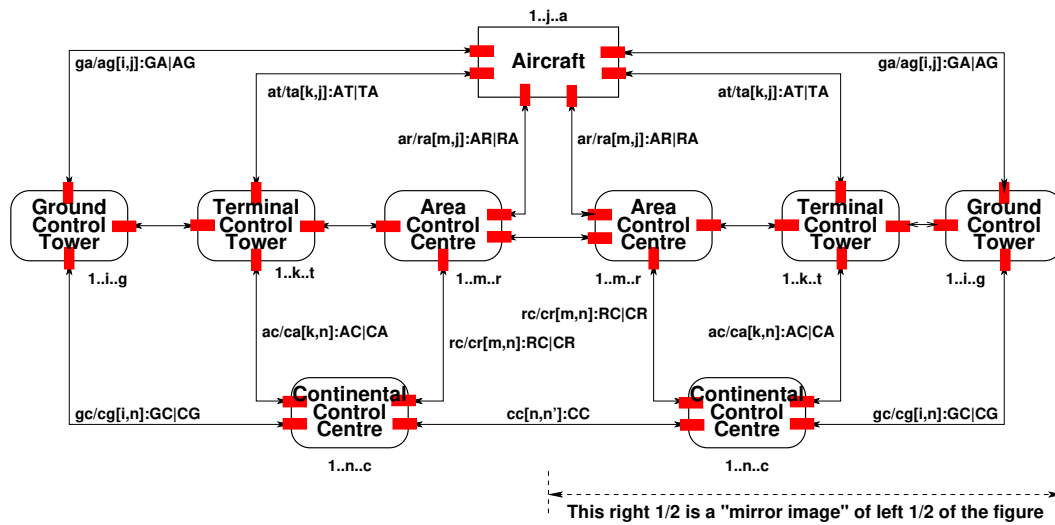 1..j..a
Aircraft
ga/ag[i,j]:GA|AG
ga/ag[i,j]:GA|AG
at/ta[k,j]:AT|TA
at/ta[k,j]:AT|TA
ar/ra[m,j]:AR|RA
ar/ra[m,j]:AR|RA
Ground
Control
Tower
Terminal
Control
Tower
Area
Control
Centre
Area
Control
Centre
Terminal
Control
Tower
Ground
Control
Tower
1..i..g
1..k..t
1..m..r
1..m..r
1..k..t
1..i..g
rc/cr[m,n]:RC|CR
ac/ca[k,n]:AC|CA
rc/cr[m,n]:RC|CR
ac/ca[k,n]:AC|CA
Continental
Control
Centre
Continental
Control
Centre
gc/cg[i,n]:GC|CG
cc[n,n']:CC
gc/cg[i,n]:GC|CG
1..n..c
1..n..c
This right 1/2 is a "mirror image" of left 1/2 of the figure